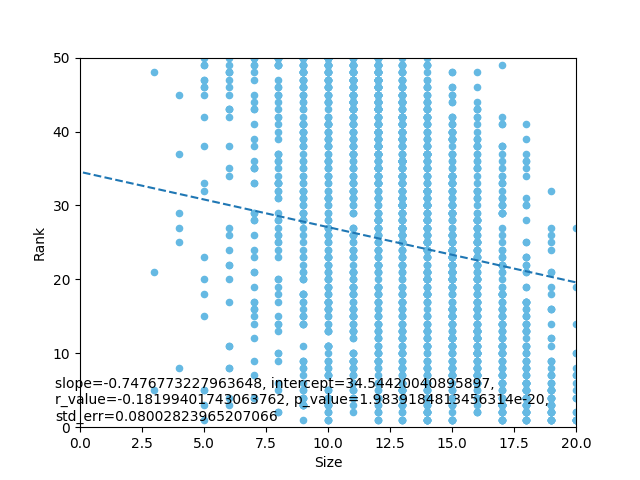 50
40
30
20
10
0
Rank
slope=-0.7476773227963648, intercept=34.54420040895897,
r_value=-0.18199401743063762, p_value=1.983918481345631​4e-20,
std_err=0.08002823965207066
0.0 2.5 5.0 7.5 10.0 12.5 15.0 17.5 20.0
Size